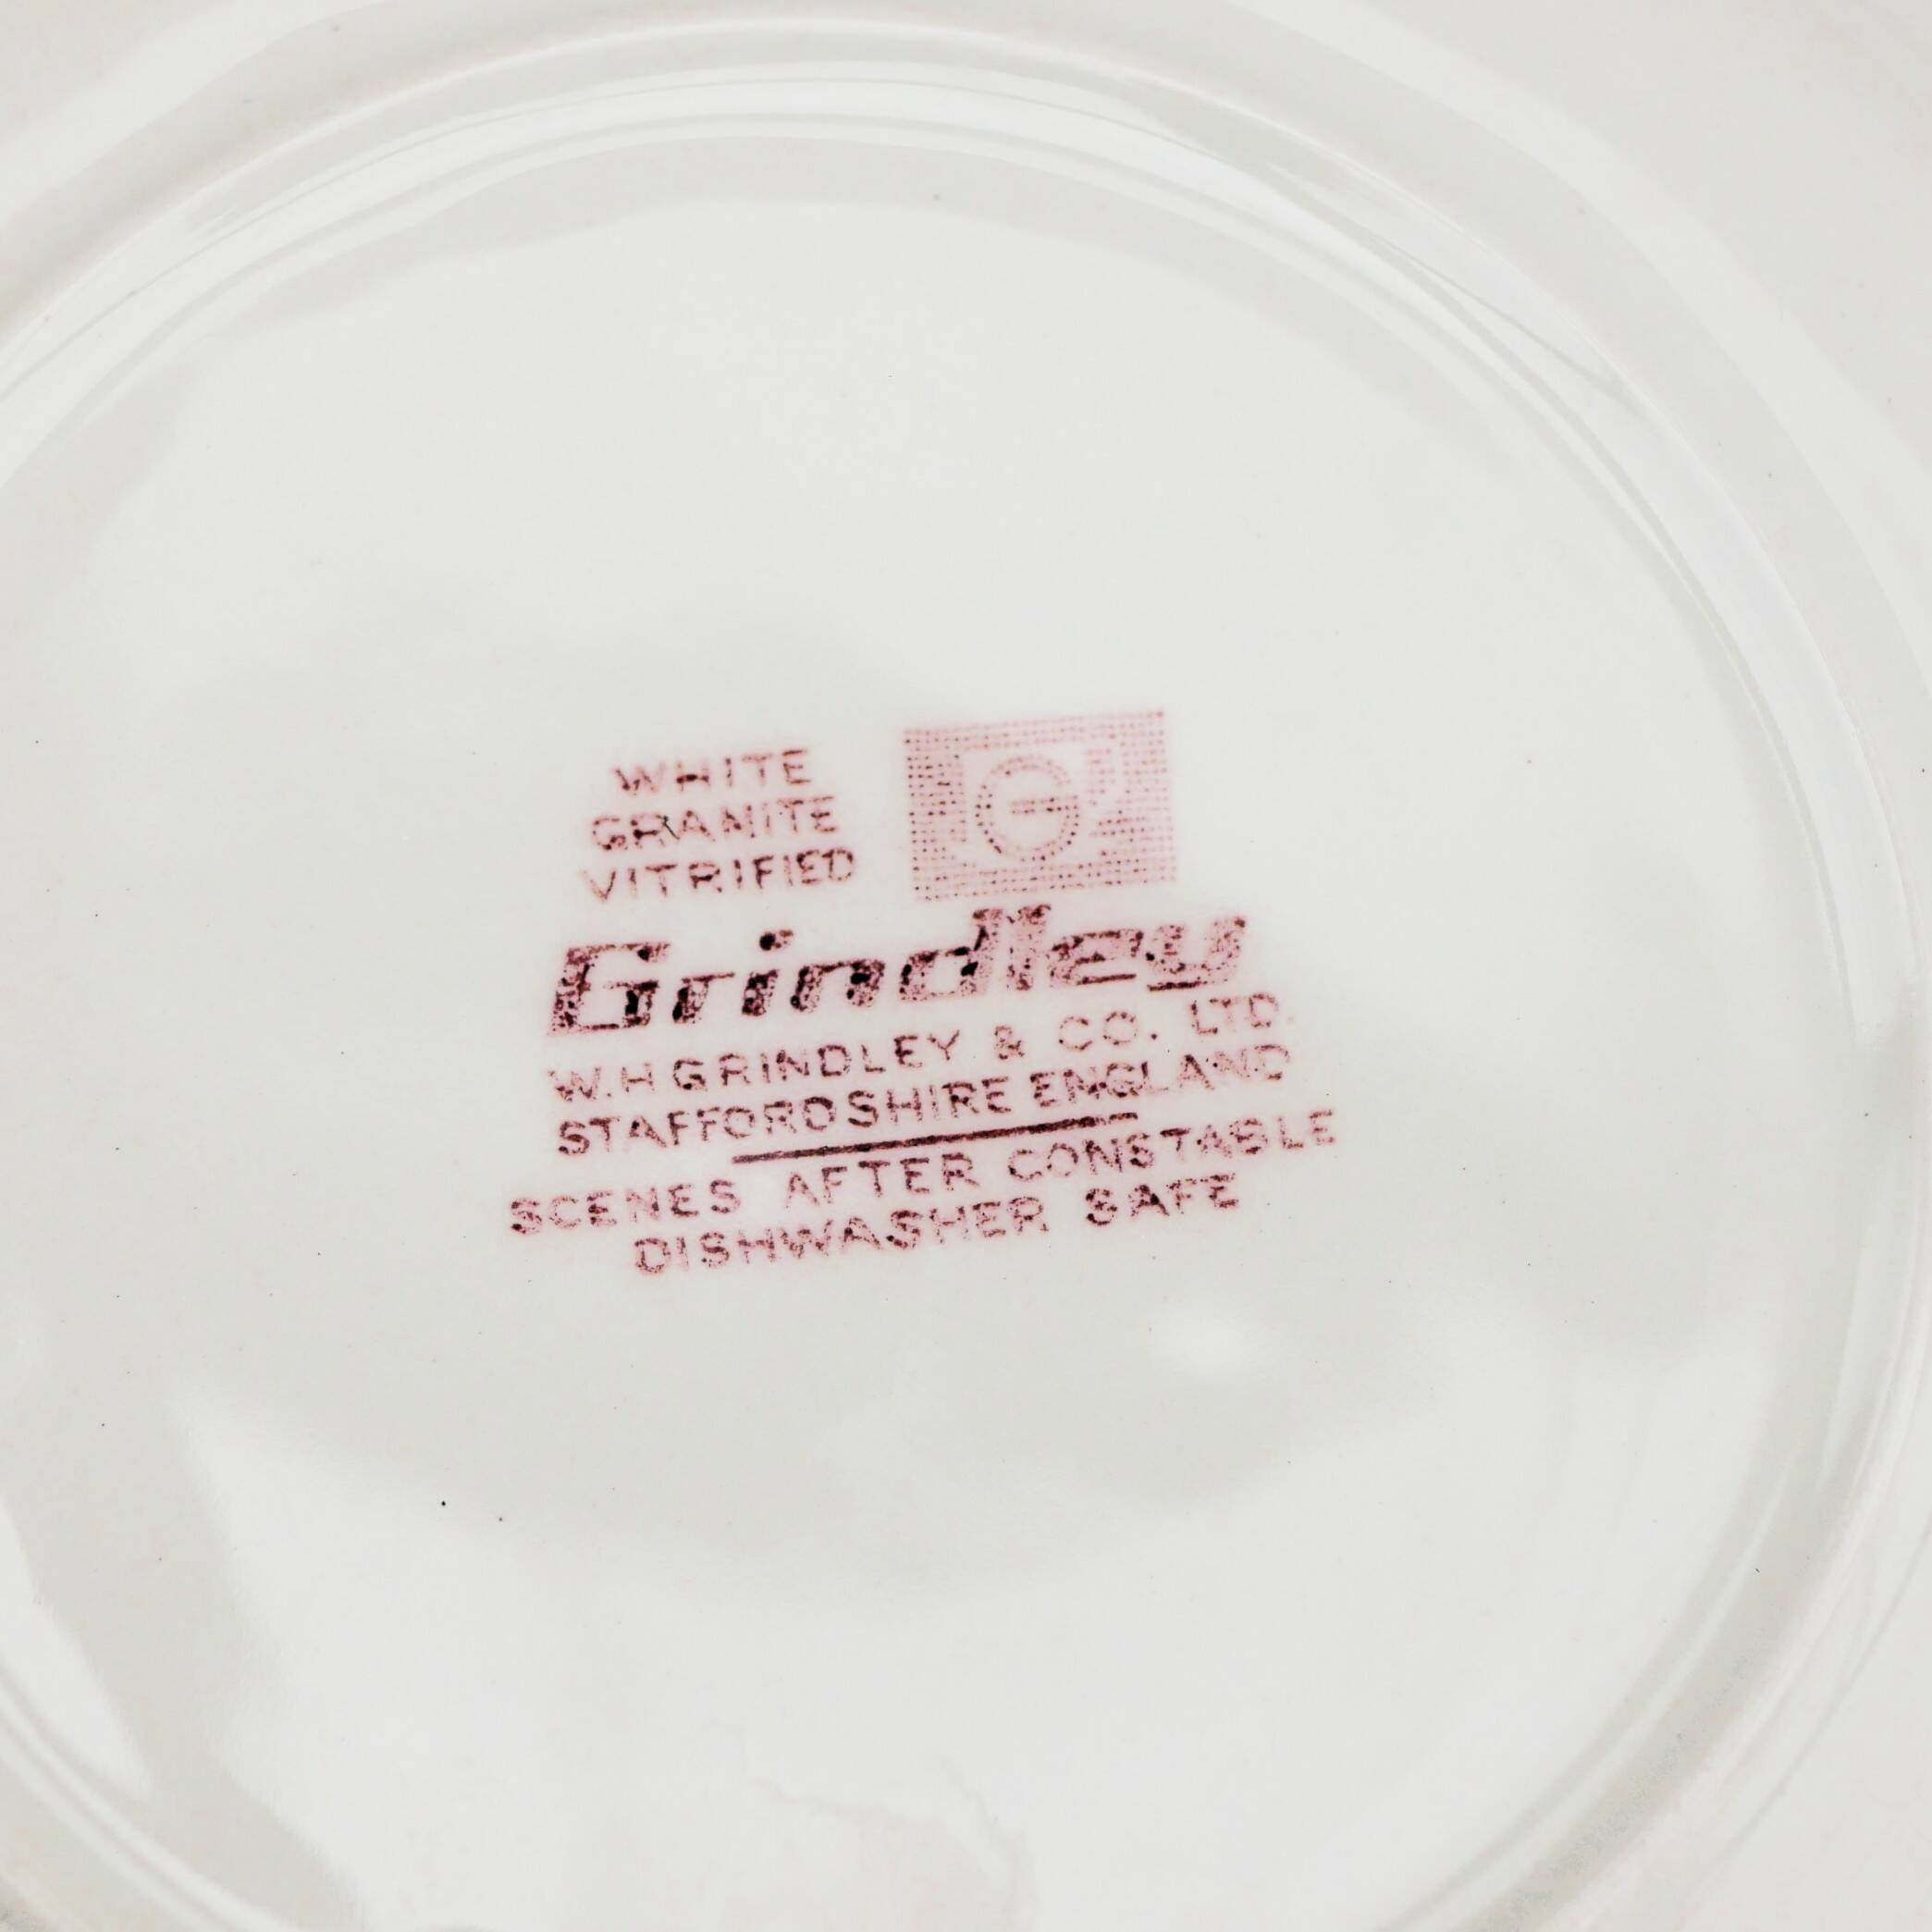 WHITE
GRANITE
VITRIFIED
G
Grindley
W.H GRINDLEY & CO. LTD.
STAFFORDSHIRE ENGLAND
SCENES AFTER CONSTABLE
DISHWASHER SAFE